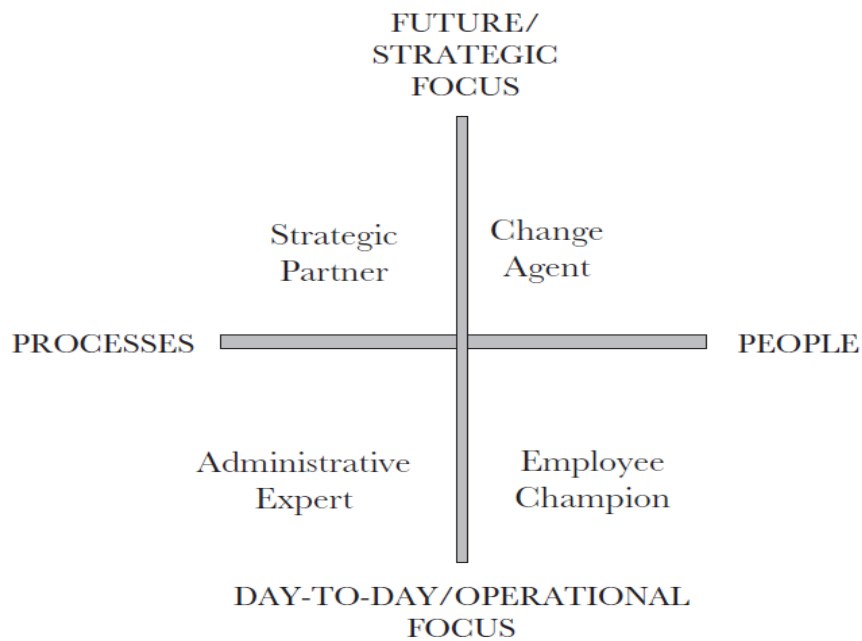 FUTURE/
STRATEGIC
FOCUS
Strategic
Partner
Change
Agent
PROCESSES
PEOPLE
Administrative
Expert
Employee
Champion
DAY-TO-DAY/OPERATIONAL
FOCUS